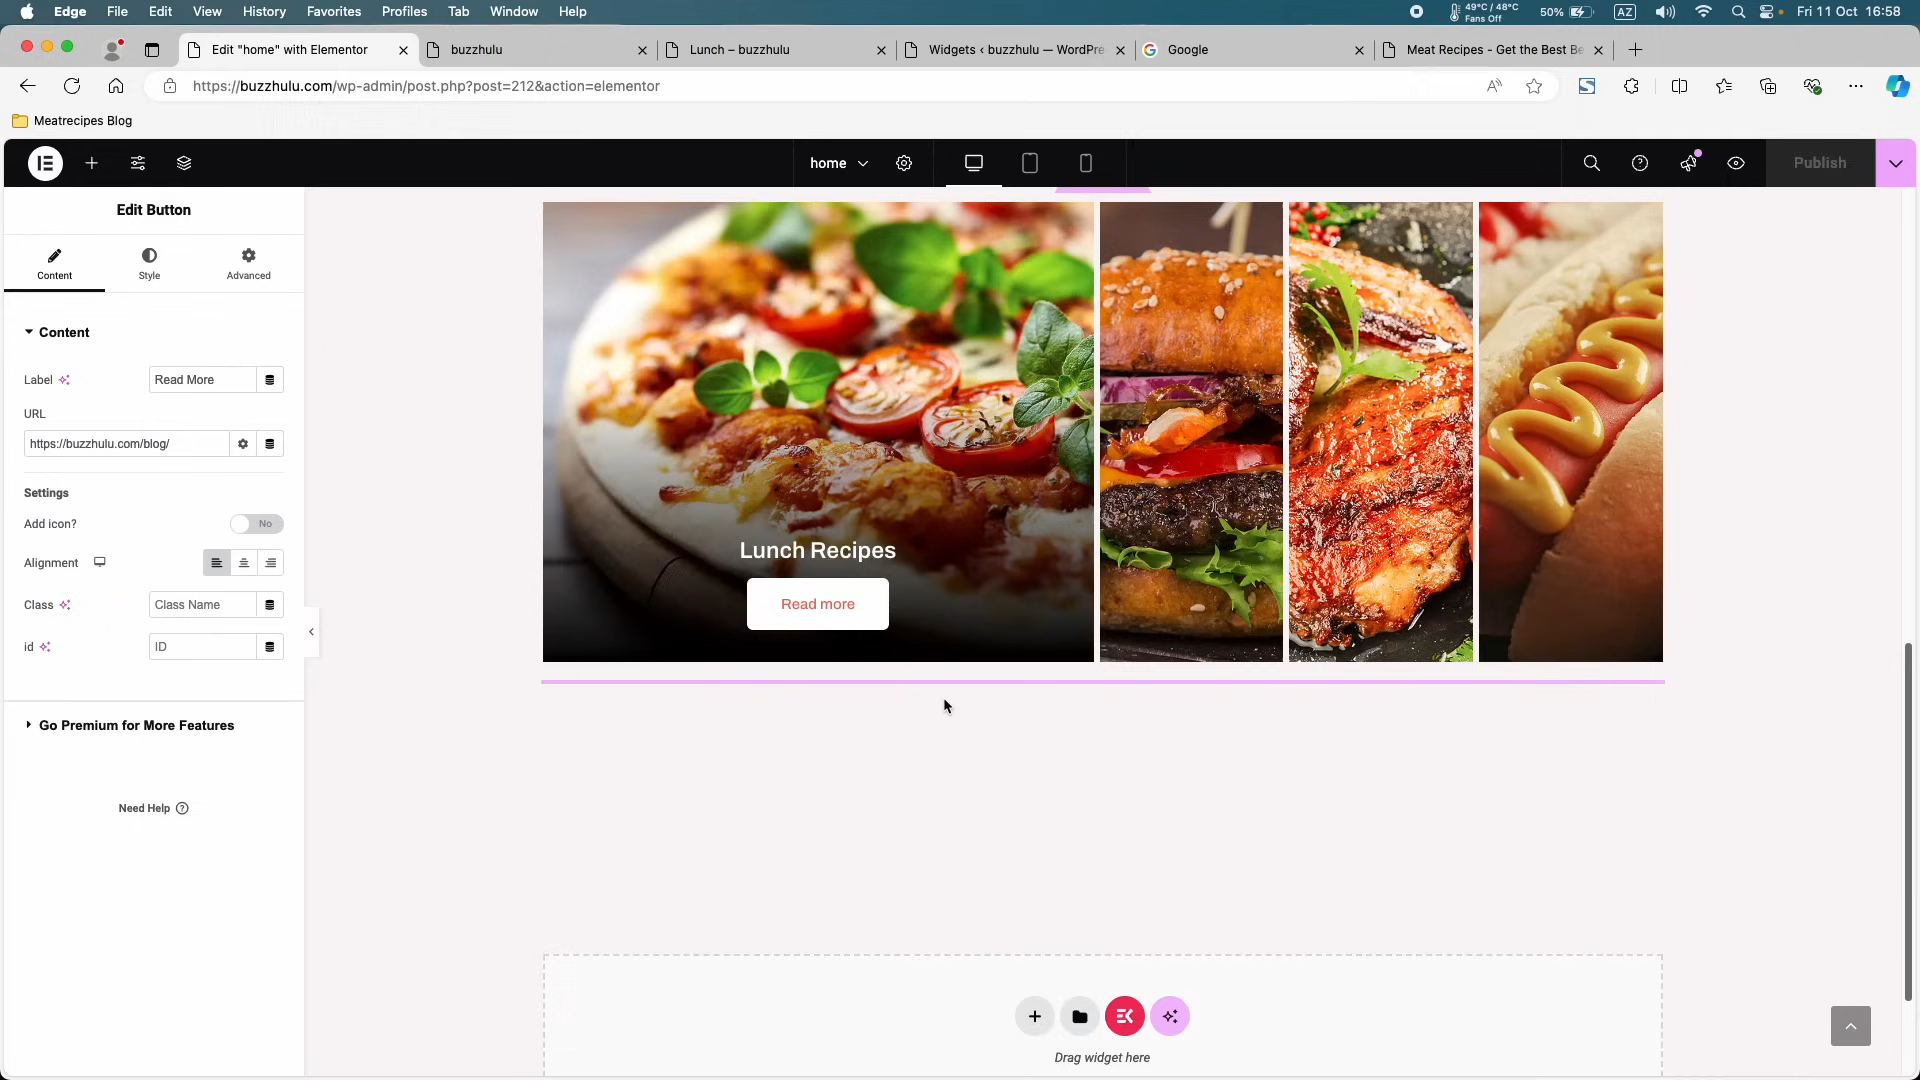 Edge File Edit View History Favorites Profiles Tab Window Help
49°C / 48°C
Fans Off
50%
AZ
Fri 11 Oct 16:58
Edit "home" with Elementor
buzzhulu
Lunch – buzzhulu
Widgets ‹ buzzhulu — WordPre
Google
Meat Recipes - Get the Best Be
https://buzzhulu.com/wp-admin/post.php?post=212&action=elementor
Meatrecipes Blog
home
Publish
Edit Button
Content
Style
Advanced
Content
Label
Read More
URL
https://buzzhulu.com/blog/
Settings
Add icon?
No
Alignment
Class
Class Name
id
ID
Go Premium for More Features
Need Help
Lunch Recipes
Read more
Drag widget here